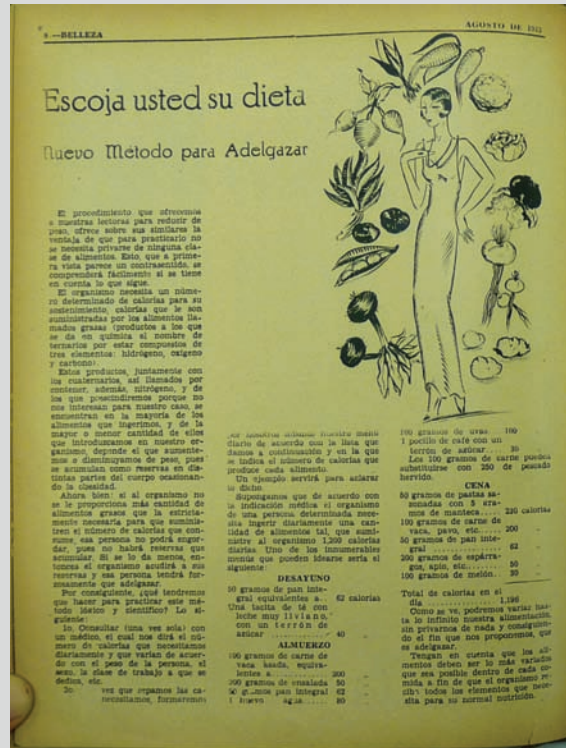 8 —BELLEZA
AGOSTO DE 1933
Escoja usted su dieta
Nuevo Método para Adelgazar
El procedimiento que ofrecemos
a nuestras lectoras para reducir de
peso, ofrece sobre sus similares la
ventaja de que para practicarlo no
se necesita privarse de ninguna cla-
se de alimentos. Esto, que a prime-
ra vista parece un contrasentido, se
comprenderá fácilmente si se tiene
en cuenta lo que sigue.
El organismo necesita un núme-
ro determinado de calorías para su
sostenimiento, calorías que le son
suministradas por los alimentos lla-
mados grasas (productos a los que
se da en química el nombre de
ternarios por estar compuestos de
tres elementos: hidrógeno, oxígeno
y carbono).
Estos productos, juntamente con
los cuaternarios, así llamados por
contener, además, nitrógeno, y de
los que prescindiremos porque no
nos interesan para nuestro caso, se
encuentran en la mayoría de los
alimentos que ingerimos, y de la
mayor o menor cantidad de ellos
que introduzcamos en nuestro or-
ganismo, depende el que aumente-
mos o disminuyamos de peso, pues
se acumulan como reservas en dis-
tintas partes del cuerpo ocasionan-
do la obesidad.
Ahora bien: si al organismo no
se le proporciona más cantidad de
alimentos grasos que la estricta-
mente necesaria para que suminis-
tren el número de calorías que con-
sume, esa persona no podrá engor-
dar, pues no habrá reservas que
acumular. Si se lo da menos, en-
tonces el organismo acudirá a sus
reservas y esa persona tendrá for-
zosamente que adelgazar.
Por consiguiente, ¿qué tendremos
que hacer para practicar este mé-
todo lógico y científico? Lo si-
guiente:
1o. Consultar (una vez sola) con
un médico, el cual nos dirá el nú-
mero de calorías que necesitamos
diariamente y que varían de acuer-
do con el peso de la persona, el
sexo, la clase de trabajo a que se
dedica, etc.
2o. vez que sepamos las ca-
necesitamos, formaremos
por nosotros mismos nuestro menú
diario de acuerdo con la lista que
damos a continuación y en la que
se indica el número de calorías que
produce cada alimento.
Un ejemplo servirá para aclarar
lo dicho.
Supongamos que de acuerdo con
la indicación médica el organismo
de una persona determinada nece-
sita ingerir diariamente una can-
tidad de alimentos tal, que sumi-
nistre al organismo 1,200 calorías
diarias. Uno de los innumerables
menús que pueden idearse sería el
siguiente:
DESAYUNO
50 gramos de pan inte-
gral equivalentes a.. 62 calorías
Una tacita de té con
leche muy liviano,
con un terrón de
azúcar ............ 40 "
ALMUERZO
100 gramos de carne de
vaca asada, equiva-
lentes a........... 200 "
200 gramos de ensalada 50 "
50 gramos pan integral 62 "
1 huevo agua.... 80 "
100 gramos de uvas 100 "
1 pocillo de café con un
terrón de azúcar... 30 "
Los 100 gramos de carne pueden
substituirse con 250 de pescado
hervido.
CENA
80 gramos de pastas sa-
zonadas con 5 gra-
mos de manteca.... 220 calorías
100 gramos de carne de
vaca, pavo, etc..... 200 "
50 gramos de pan inte-
gral .............. 62 "
200 gramos de espárra-
gos, apio, etc...... 50 "
100 gramos de melón.. 30 "
Total de calorías en el
día ............... 1,196
Como se ve, podremos variar has-
ta lo infinito nuestra alimentación,
sin privarnos de nada y consiguien-
do el fin que nos proponemos, que
es adelgazar.
Tengan en cuenta que los ali-
mentos deben ser lo más variados
que sea posible dentro de cada co-
mida a fin de que el organismo re-
ciba todos los elementos que nece-
sita para su normal nutrición.